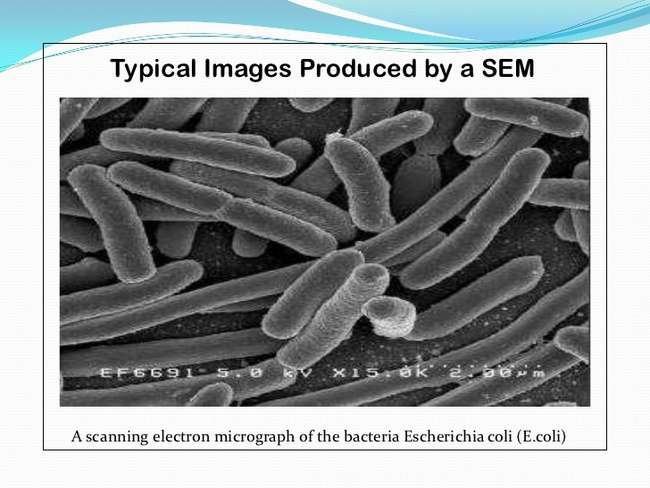 Typical Images Produced by a SEM
EF6691 5.0 kV X15.0K 2.00µm
A scanning electron micrograph of the bacteria Escherichia coli (E.coli)